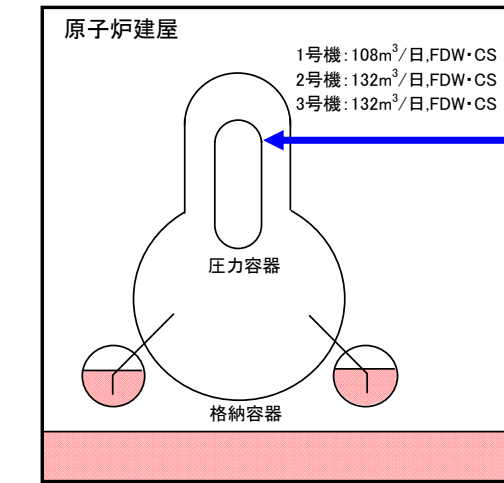 原子炉建屋
1号機:108m³/日,FDW・CS
2号機:132m³/日,FDW・CS
3号機:132m³/日,FDW・CS
圧力容器
格納容器